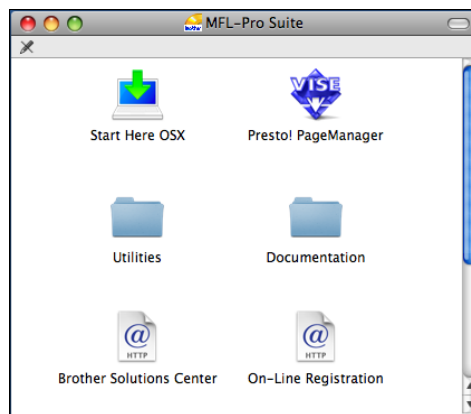 brother MFL-Pro Suite
VISE
Start Here OSX
Presto! PageManager
Utilities
Documentation
@
HTTP
@
HTTP
Brother Solutions Center
On-Line Registration